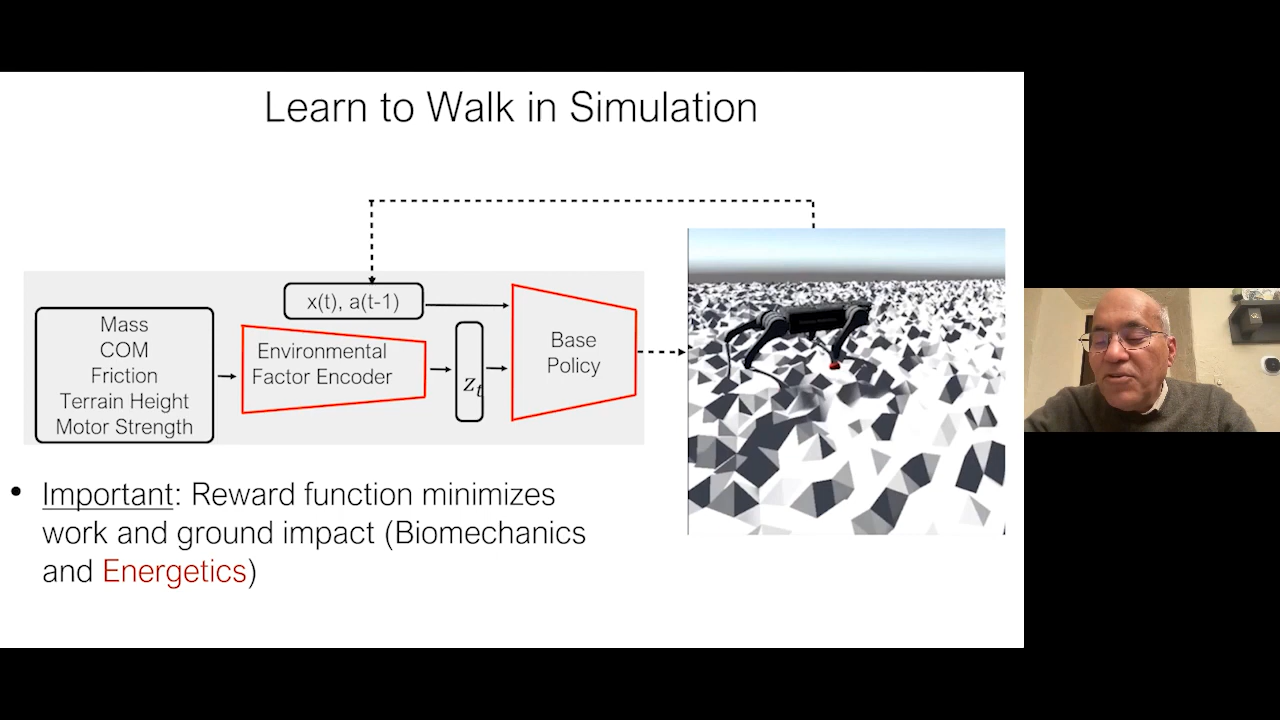 Learn to Walk in Simulation
x(t), a(t-1)
Mass
COM
Friction
Terrain Height
Motor Strength
Environmental
Factor Encoder
z_t
Base
Policy
• Important: Reward function minimizes
work and ground impact (Biomechanics
and Energetics)